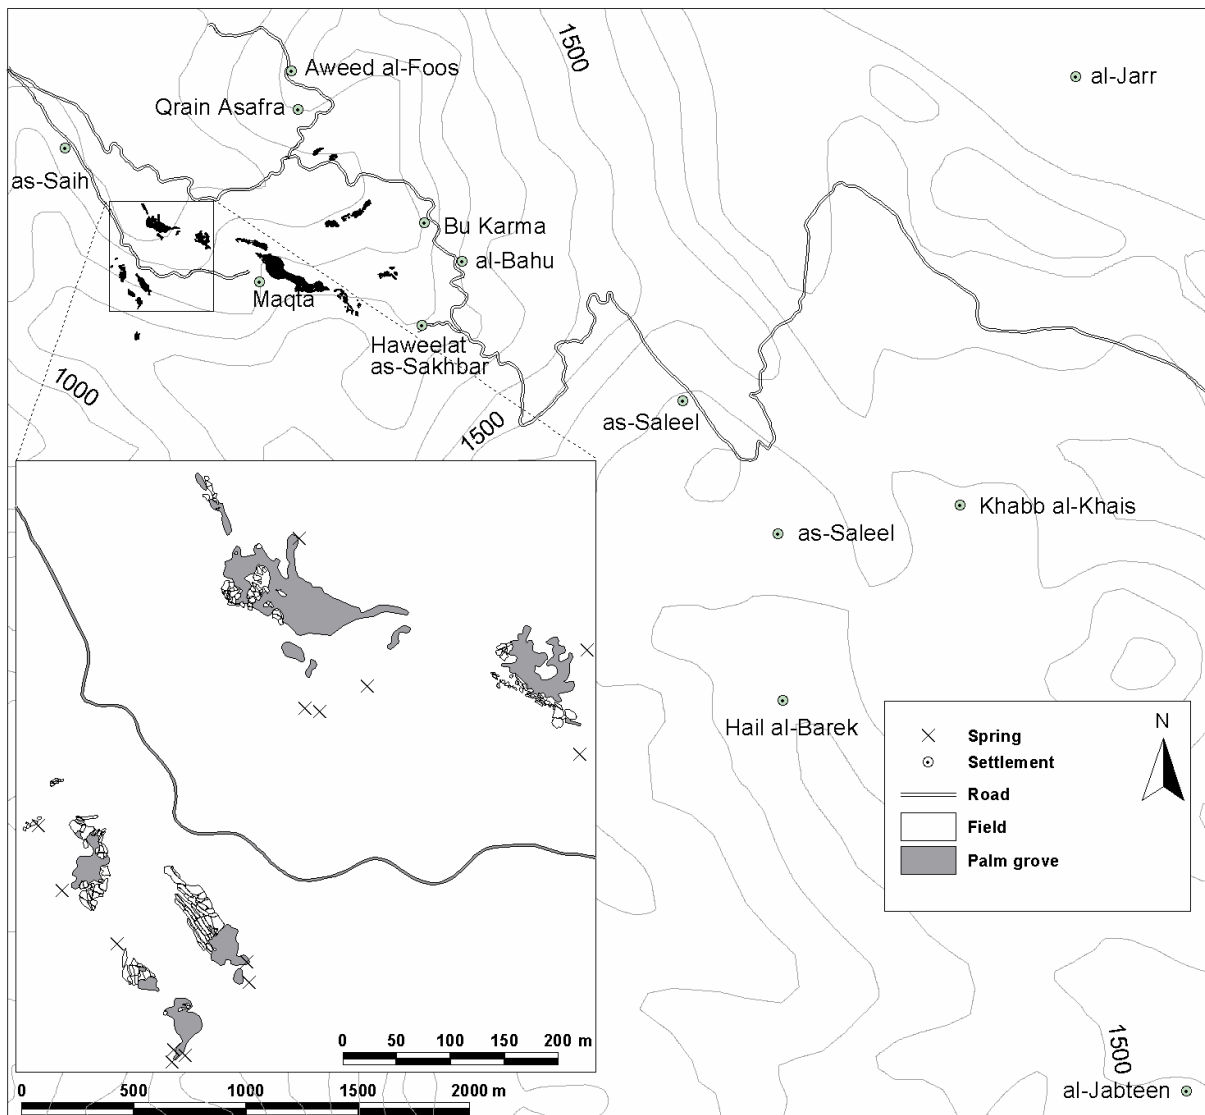 1500
Aweed al-Foos
al-Jarr
Qrain Asafra
as-Saih
Bu Karma
al-Bahu
Maqta
Haweelat
as-Sakhbar
1000
1500
as-Saleel
Khabb al-Khais
as-Saleel
Hail al-Barek
N
Spring
Settlement
Road
Field
Palm grove
0 50 100 150 200 m
0 500 1000 1500 2000 m
1500
al-Jabteen